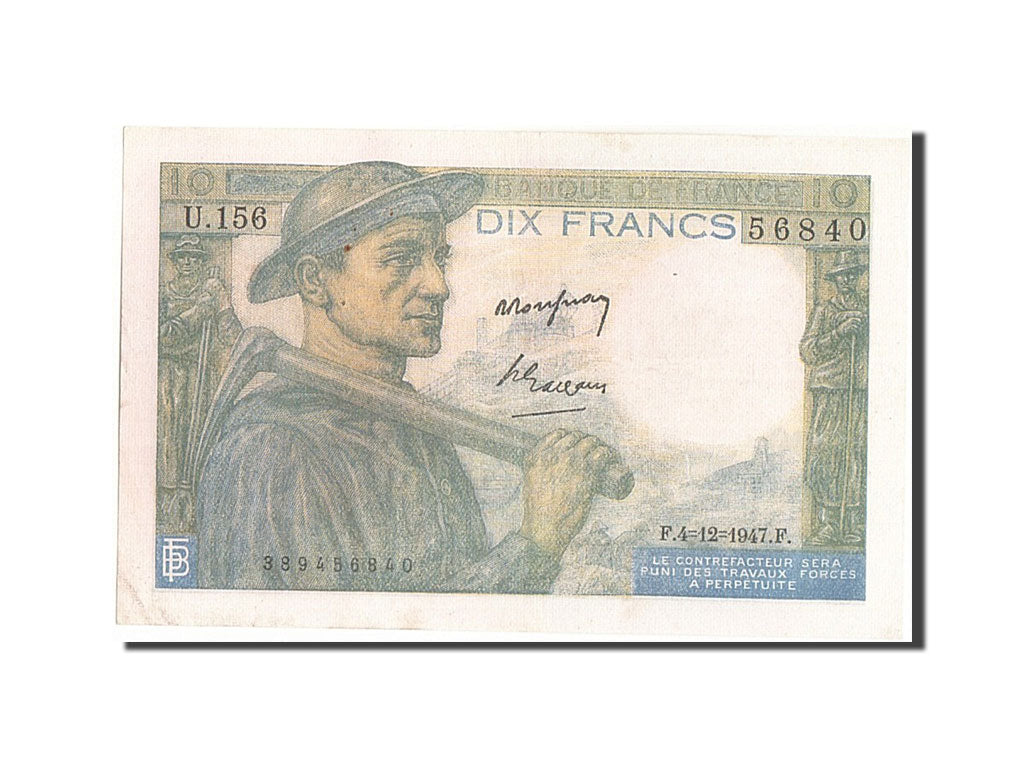 10 BANQUE DE FRANCE 10
U.156 DIX FRANCS 56840
F.4=12=1947.F.
389456840
LE CONTREFACTEUR SERA
PUNI DES TRAVAUX FORCES
A PERPETUITE